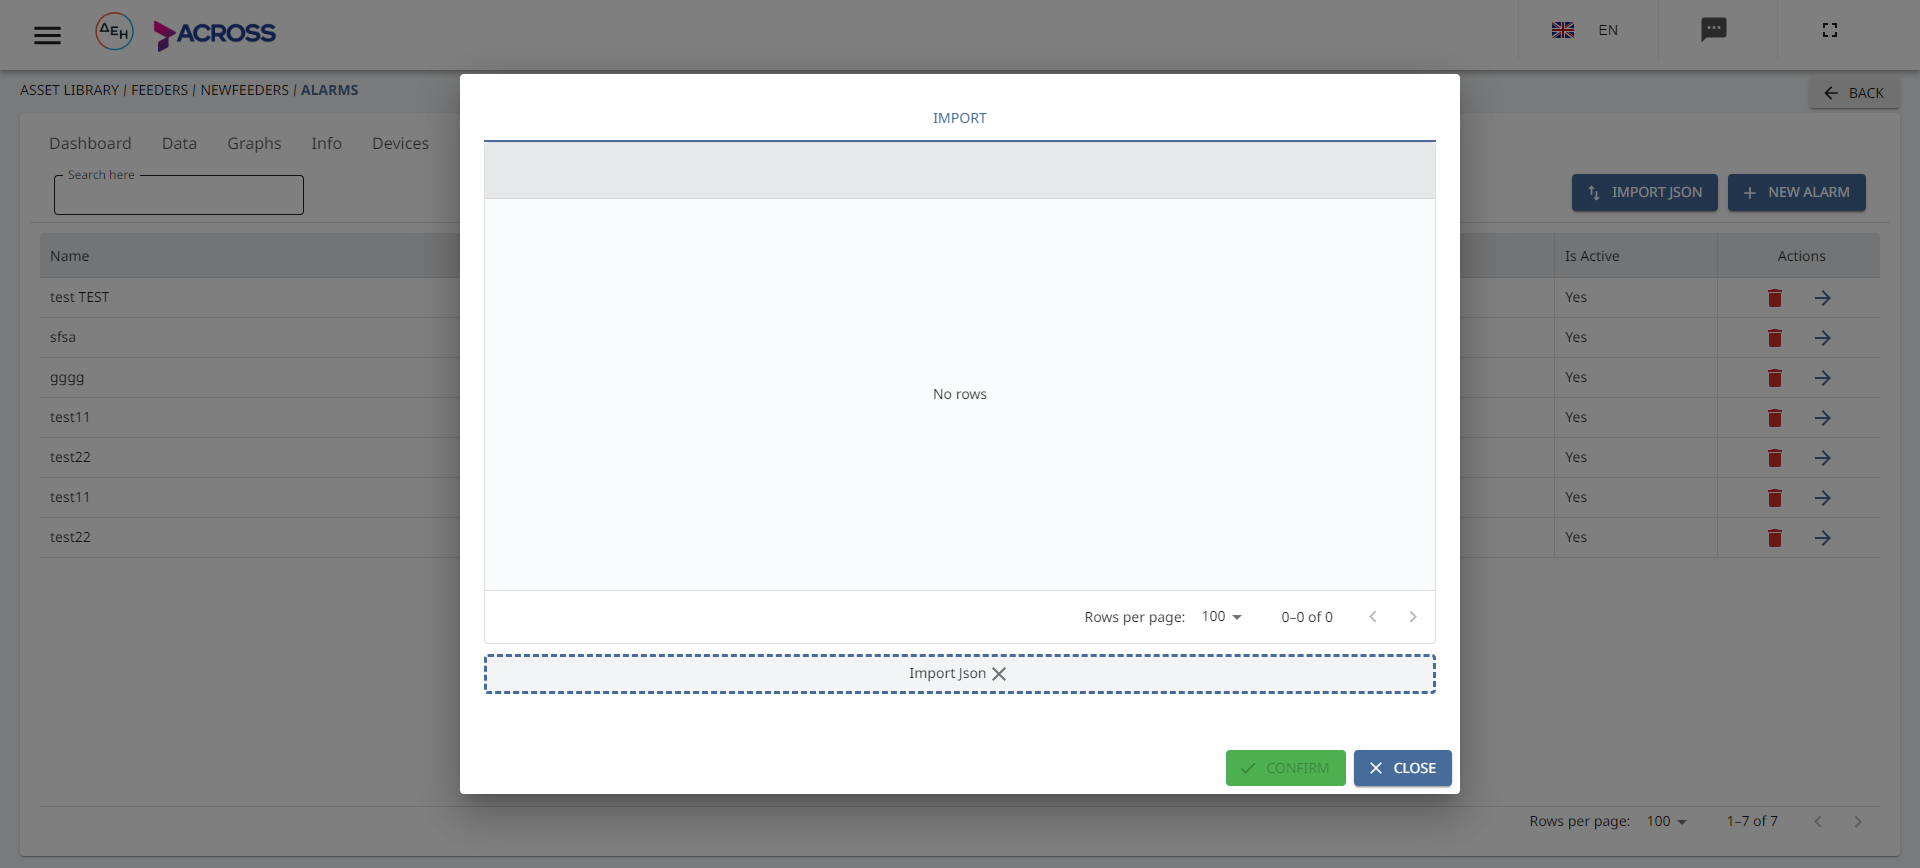 ΔΕΗ ACROSS EN
ASSET LIBRARY / FEEDERS / NEWFEEDERS / ALARMS
BACK
Dashboard Data Graphs Info Devices
Search here
IMPORT JSON NEW ALARM
Name Is Active Actions
test TEST Yes
sfsa Yes
gggg Yes
test11 Yes
test22 Yes
test11 Yes
test22 Yes
Rows per page: 100 1–7 of 7
IMPORT
No rows
Rows per page: 100 0–0 of 0
Import Json
CONFIRM CLOSE